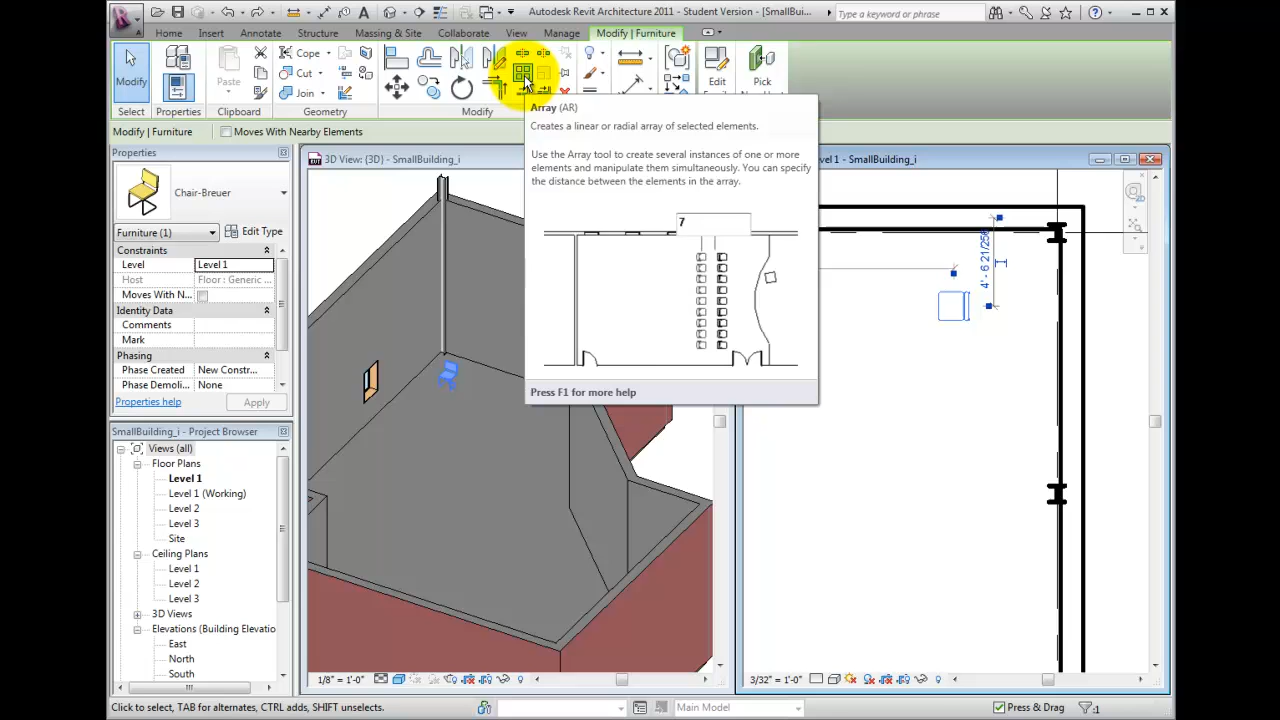 Autodesk Revit Architecture 2011 - Student Version - [SmallBui...
Type a keyword or phrase
Home Insert Annotate Structure Massing & Site Collaborate View Manage Modify | Furniture
Modify
Cope
Cut
Join
Paste
Edit
Pick
Select Properties Clipboard Geometry Modify
Modify | Furniture
Moves With Nearby Elements
Array (AR)
Creates a linear or radial array of selected elements.
Use the Array tool to create several instances of one or more
elements and manipulate them simultaneously. You can specify
the distance between the elements in the array.
7
Press F1 for more help
Properties
Chair-Breuer
Furniture (1)
Edit Type
Constraints
Level Level 1
Host Floor : Generic ...
Moves With N...
Identity Data
Comments
Mark
Phasing
Phase Created New Constr...
Phase Demoli... None
Properties help
Apply
SmallBuilding_i - Project Browser
Views (all)
Floor Plans
Level 1
Level 1 (Working)
Level 2
Level 3
Site
Ceiling Plans
Level 1
Level 2
Level 3
3D Views
Elevations (Building Elevatio
East
North
South
3D View: {3D} - SmallBuilding_i
1/8" = 1'-0"
evel 1 - SmallBuilding_i
4' - 6 21/256"
3/32" = 1'-0"
Click to select, TAB for alternates, CTRL adds, SHIFT unselects.
Main Model
Press & Drag
:1